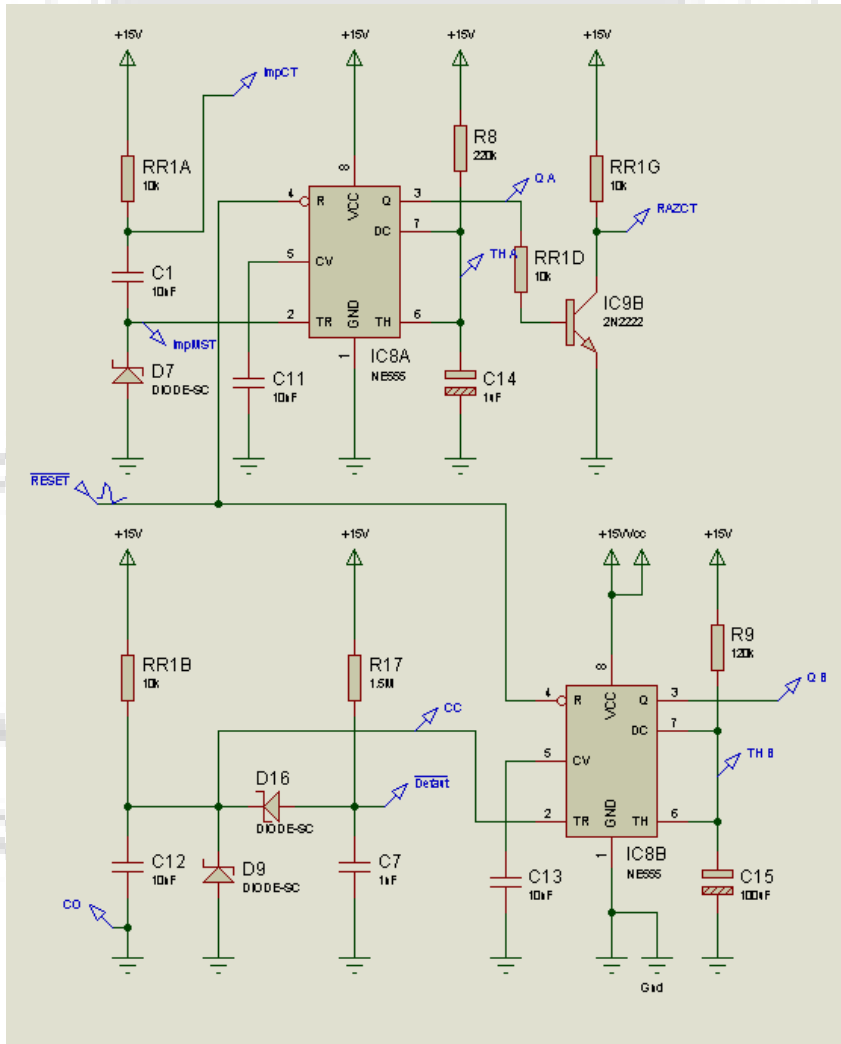 +15V
+15V
+15V
+15V
ImpCT
RR1A
10k
R8
220k
RR1G
10k
8
4
R
VCC
Q
3
Q A
RAZCT
DC
7
5
CV
TH A
RR1D
10k
C1
10nF
IC9B
2N2222
2
TR
GND
TH
6
ImpMST
1
IC8A
NE555
D7
DIODE-SC
C11
10nF
C14
1uF
RESET
+15V
+15V
+15V
Vcc
+15V
RR1B
10k
R17
1.5M
R9
120k
8
4
R
VCC
Q
3
Q B
CC
DC
7
5
CV
TH B
D16
DIODE-SC
Defaut
2
TR
GND
TH
6
C12
10nF
D9
DIODE-SC
C7
1uF
1
IC8B
NE555
C13
10nF
C15
100nF
CO
Gnd